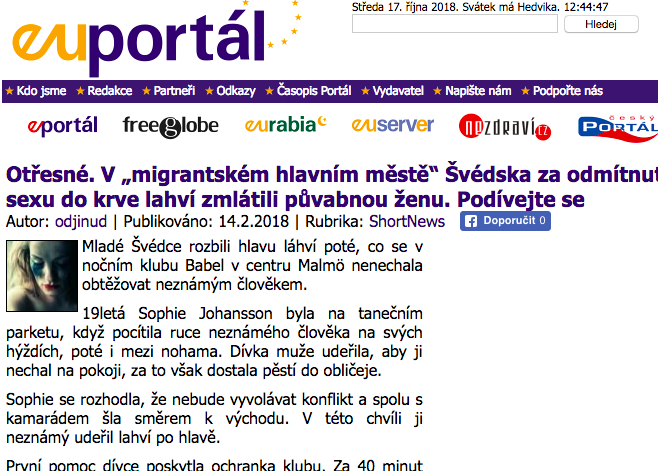 euportál
Středa 17. října 2018. Svátek má Hedvika. 12:44:47
Hledej
Kdo jsme Redakce Partneři Odkazy Časopis Portál Vydavatel Napište nám Podpořte nás
eportál freeglobe eurabia euserver nazdraví.cz český PORTÁL
Otřesné. V „migrantském hlavním městě“ Švédska za odmítnut
sexu do krve lahví zmlátili půvabnou ženu. Podívejte se
Autor: odjinud | Publikováno: 14.2.2018 | Rubrika: ShortNews Doporučit 0
Mladé Švédce rozbili hlavu láhví poté, co se v
nočním klubu Babel v centru Malmö nenechala
obtěžovat neznámým člověkem.
19letá Sophie Johansson byla na tanečním
parketu, když pocítila ruce neznámého člověka na svých
hýždích, poté i mezi nohama. Dívka muže udeřila, aby ji
nechal na pokoji, za to však dostala pěstí do obličeje.
Sophie se rozhodla, že nebude vyvolávat konflikt a spolu s
kamarádem šla směrem k východu. V této chvíli ji
neznámý udeřil lahví po hlavě.
První pomoc dívce poskytla ochranka klubu. Za 40 minut